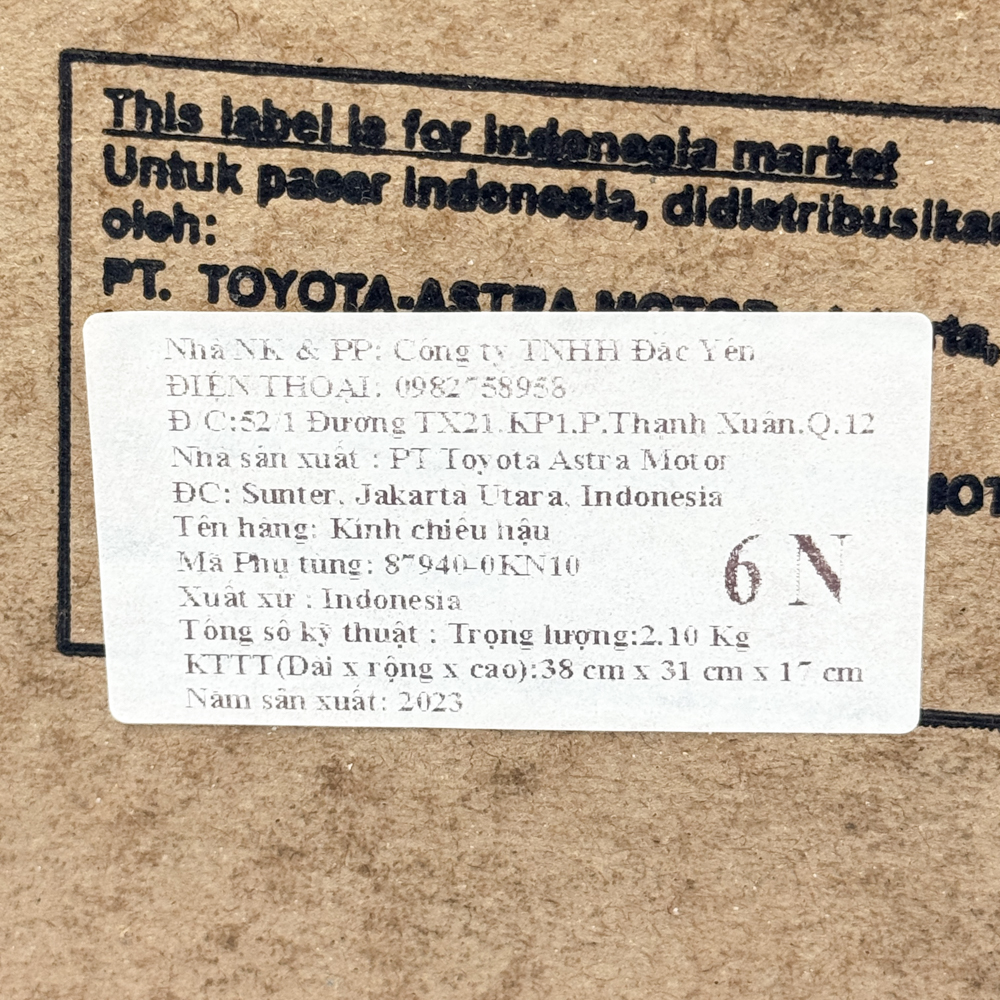 This label is for Indonesia market
Untuk pasar Indonesia, didistribusikan
oleh:
PT. TOYOTA-ASTRA MOTOR
Nhà NK & PP: Công ty TNHH Đắc Yến
ĐIỆN THOẠI: 0982758958
Đ/C:52/1 Đường TX21.KP1.P.Thạnh Xuân.Q.12
Nhà sản xuất : PT Toyota Astra Motor
ĐC: Sunter, Jakarta Utara, Indonesia
Tên hàng: Kính chiếu hậu
Mã Phụ tùng: 87940-0KN10
6 N
Xuất xứ : Indonesia
Tông số kỹ thuật : Trọng lượng:2.10 Kg
KTTT(Dài x rộng x cao):38 cm x 31 cm x 17 cm
Năm sản xuất: 2023